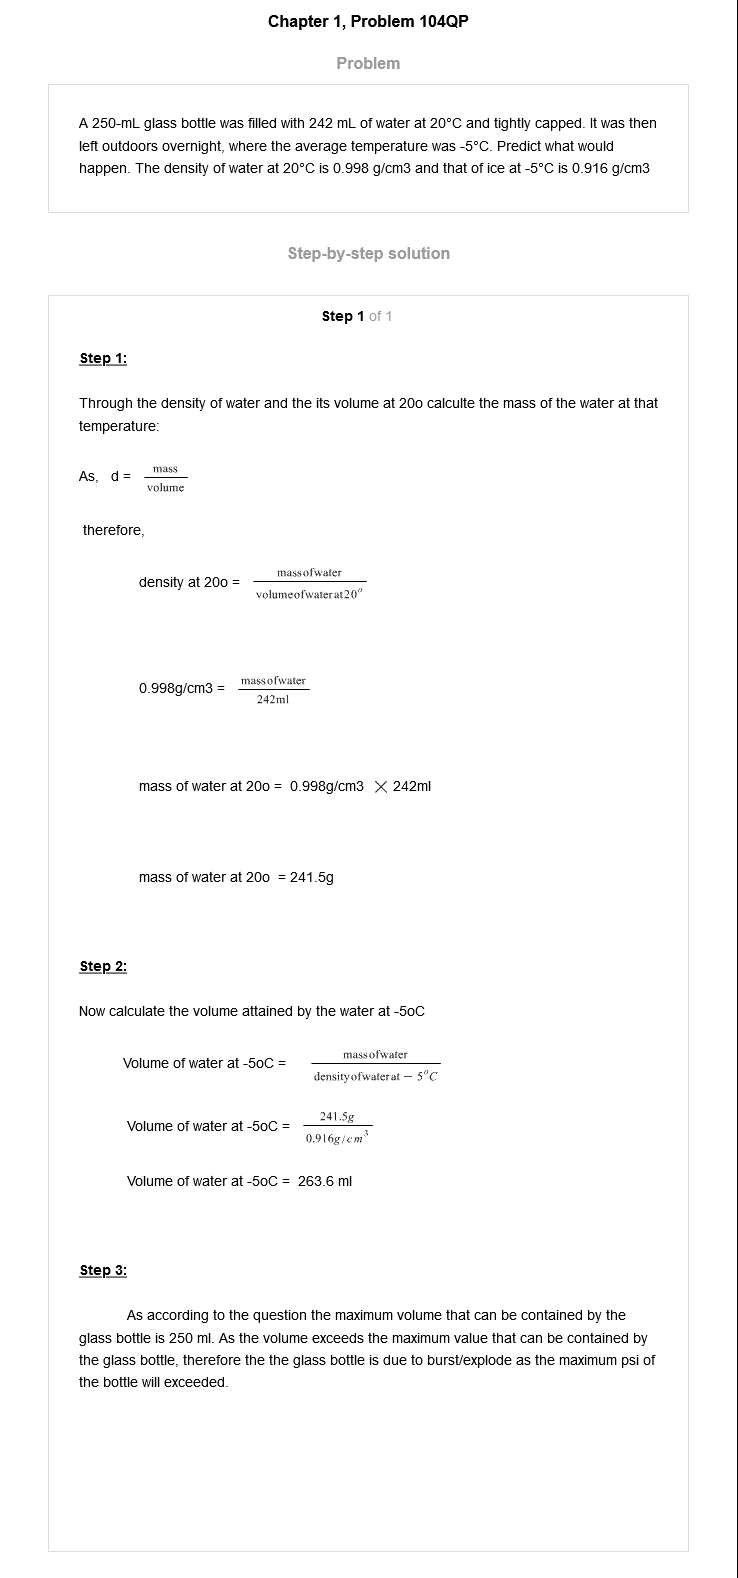 Chapter 1, Problem 104QP
Problem
A 250-mL glass bottle was filled with 242 mL of water at 20°C and tightly capped. It was then
left outdoors overnight, where the average temperature was -5°C. Predict what would
happen. The density of water at 20°C is 0.998 g/cm3 and that of ice at -5°C is 0.916 g/cm3
Step-by-step solution
Step 1 of 1
Step 1:
Through the density of water and the its volume at 20o calculte the mass of the water at that
temperature:
As, d = mass
volume
therefore,
density at 20o = massofwater
volumeofwaterat20°
0.998g/cm3 = massofwater
242ml
mass of water at 20o = 0.998g/cm3 × 242ml
mass of water at 20o = 241.5g
Step 2:
Now calculate the volume attained by the water at -5oC
Volume of water at -5oC = massofwater
densityofwaterat − 5°C
Volume of water at -5oC = 241.5g
0.916g/cm³
Volume of water at -5oC = 263.6 ml
Step 3:
As according to the question the maximum volume that can be contained by the
glass bottle is 250 ml. As the volume exceeds the maximum value that can be contained by
the glass bottle, therefore the the glass bottle is due to burst/explode as the maximum psi of
the bottle will exceeded.